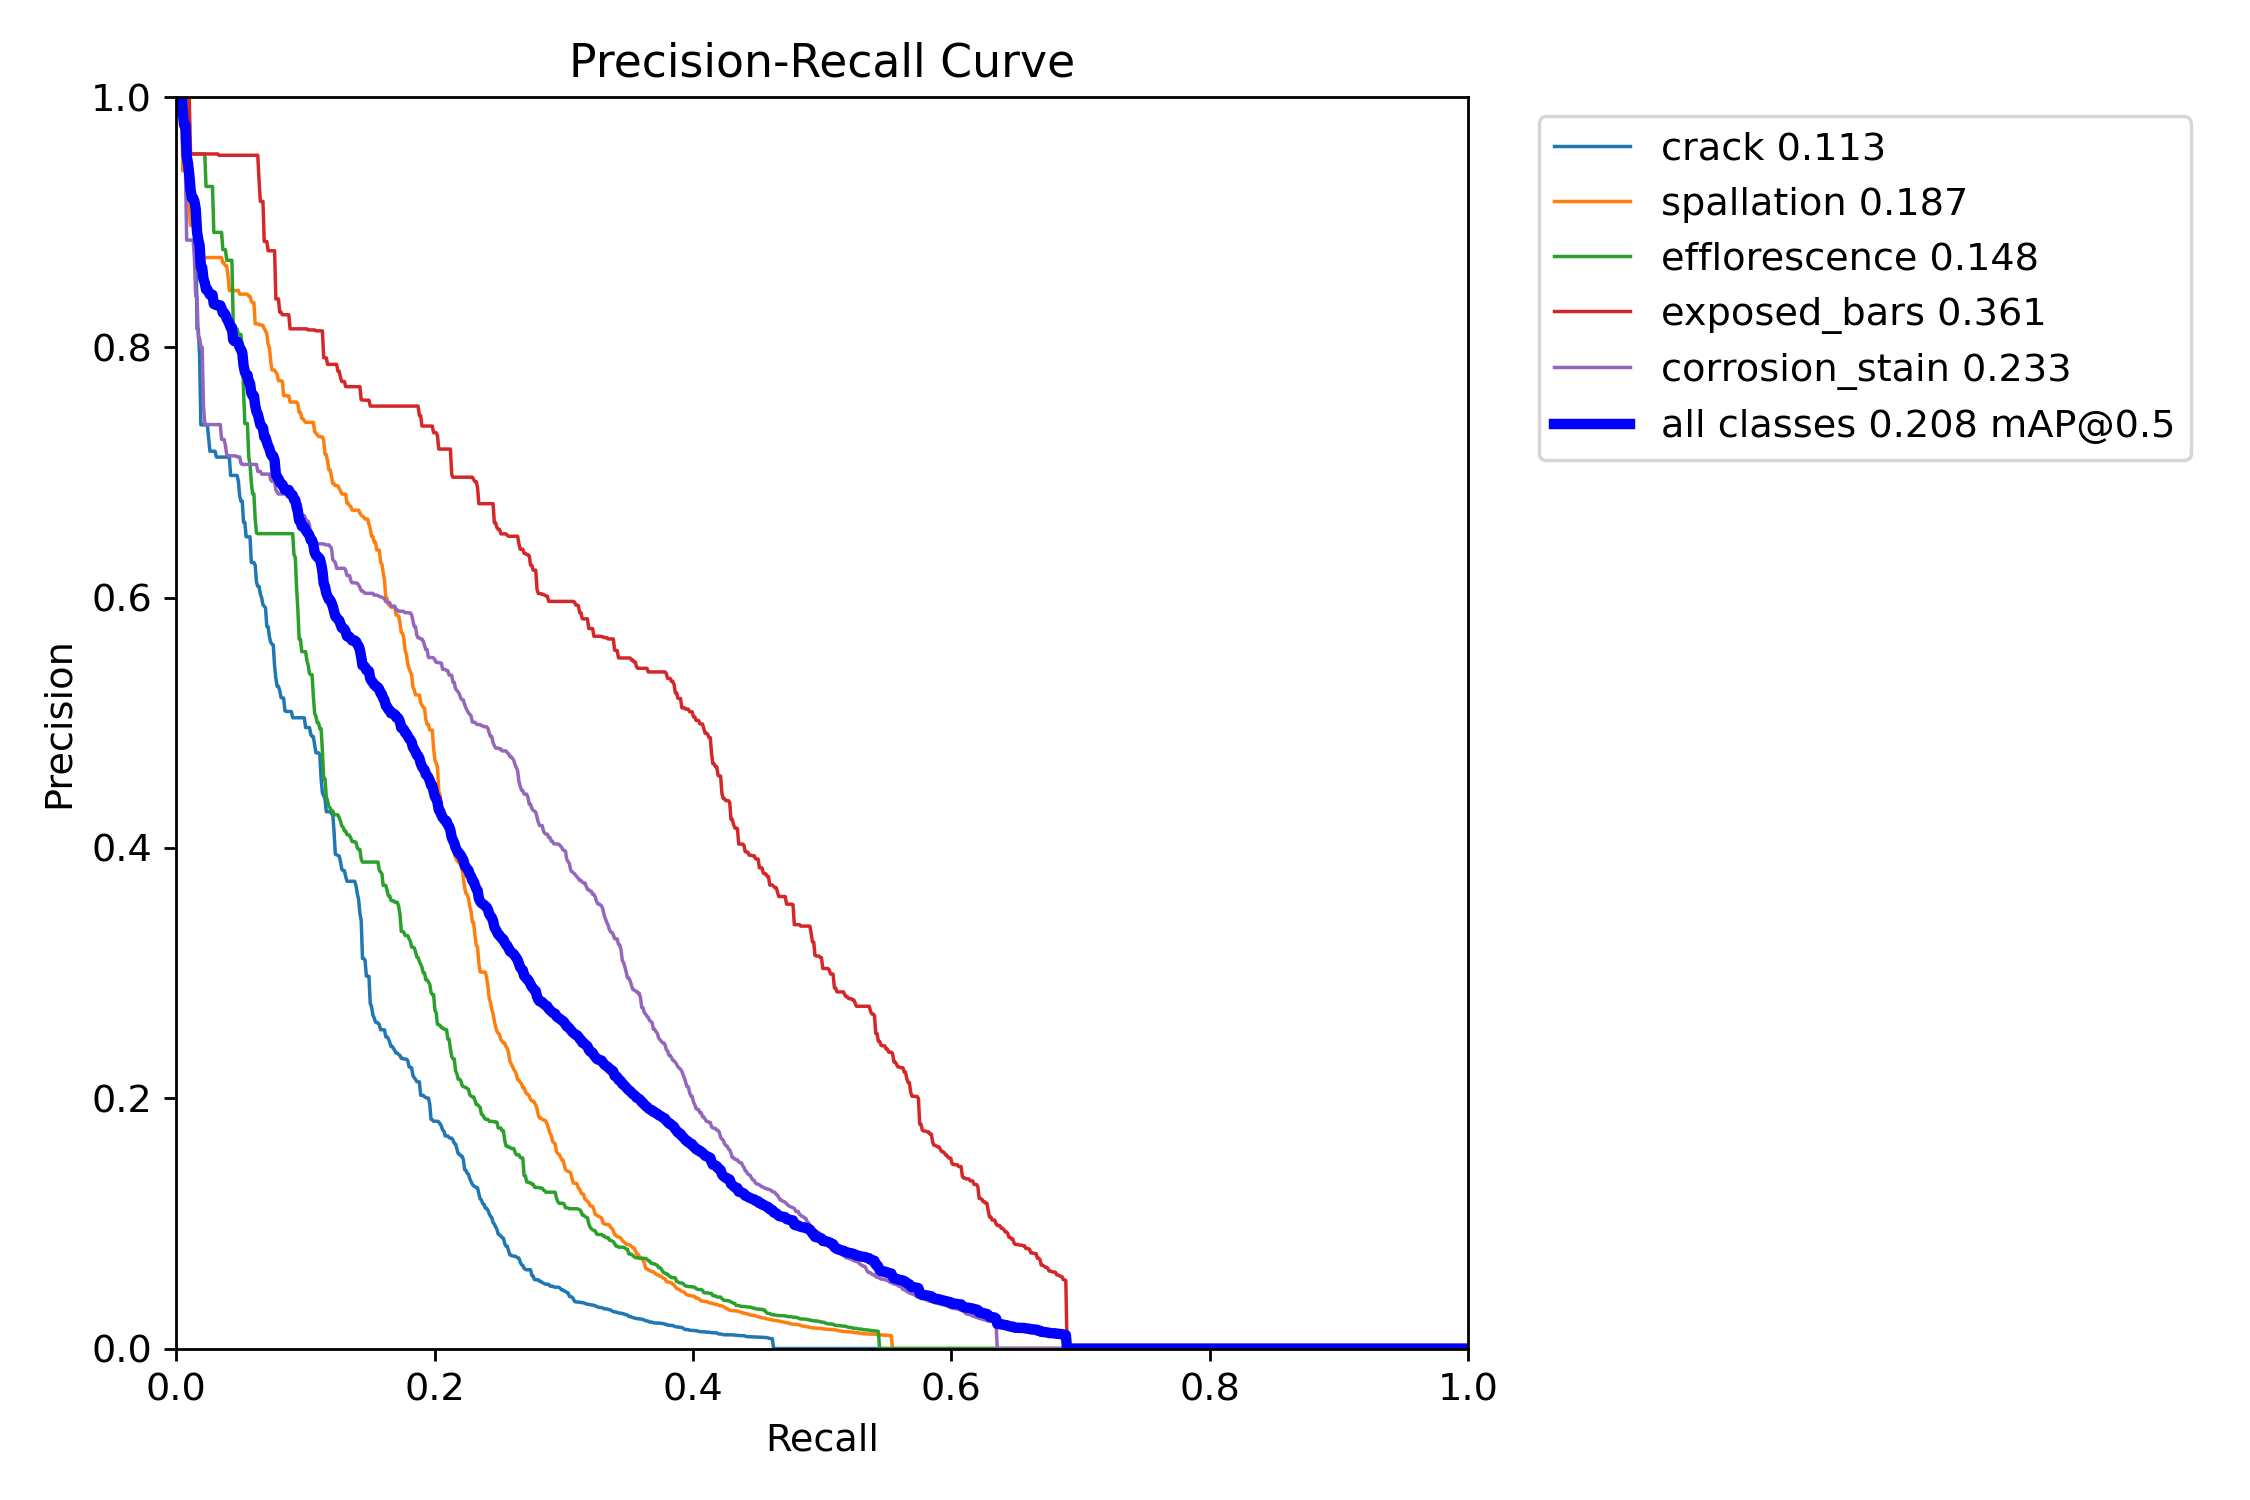 Precision-Recall Curve
1.0
0.8
0.6
0.4
0.2
0.0
Precision
0.0 0.2 0.4 0.6 0.8 1.0
Recall
crack 0.113
spallation 0.187
efflorescence 0.148
exposed_bars 0.361
corrosion_stain 0.233
all classes 0.208 mAP@0.5